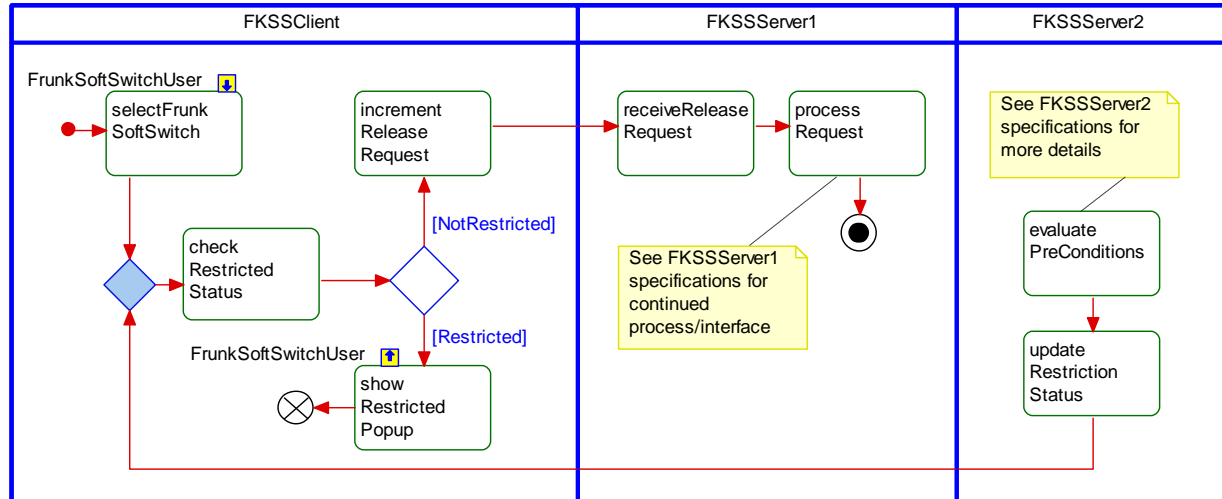 FKSSClient
FKSSServer1
FKSSServer2
FrunkSoftSwitchUser
selectFrunk
SoftSwitch
increment
Release
Request
receiveRelease
Request
process
Request
See FKSSServer2
specifications for
more details
[NotRestricted]
check
Restricted
Status
See FKSSServer1
specifications for
continued
process/interface
evaluate
PreConditions
[Restricted]
FrunkSoftSwitchUser
show
Restricted
Popup
update
Restriction
Status